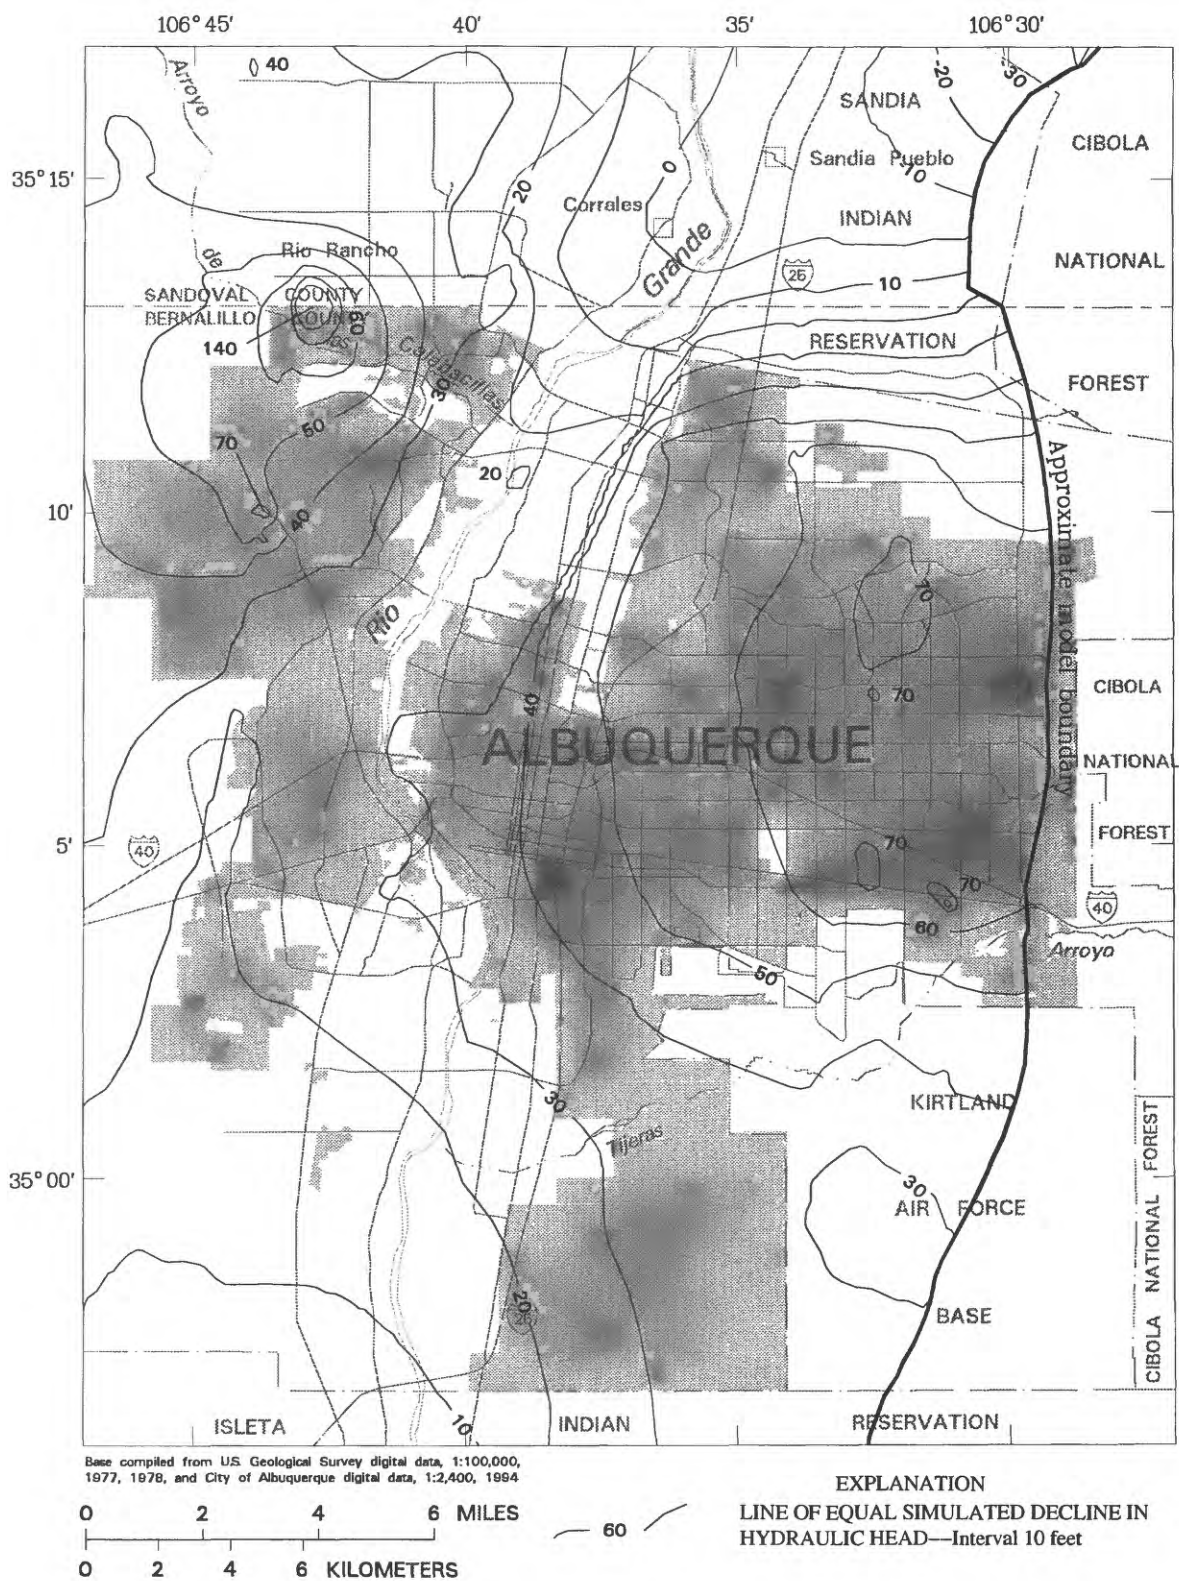 106° 45'
40'
35'
106° 30'
40
-20
-30
Arroyo
SANDIA
CIBOLA
Sandia Pueblo
35° 15'
-10
20
0
Corrales
INDIAN
Grande
de
Rio Rancho
NATIONAL
25
10
SANDOVAL COUNTY
BERNALILLO COUNTY
60
las
140
Calabacillas
RESERVATION
30
FOREST
50
70
20
Approximate model boundary
10'
40
70
Rio
CIBOLA
70
40
ALBUQUERQUE
NATIONAL
FOREST
5'
40
70
70
40
60
Arroyo
50
30
KIRTLAND
Tijeras
35° 00'
30
AIR FORCE
CIBOLA NATIONAL FOREST
20
BASE
10
ISLETA
INDIAN
RESERVATION
Base compiled from U.S. Geological Survey digital data, 1:100,000,
1977, 1978, and City of Albuquerque digital data, 1:2,400, 1994
0 2 4 6 MILES
0 2 4 6 KILOMETERS
EXPLANATION
60
LINE OF EQUAL SIMULATED DECLINE IN
HYDRAULIC HEAD—Interval 10 feet